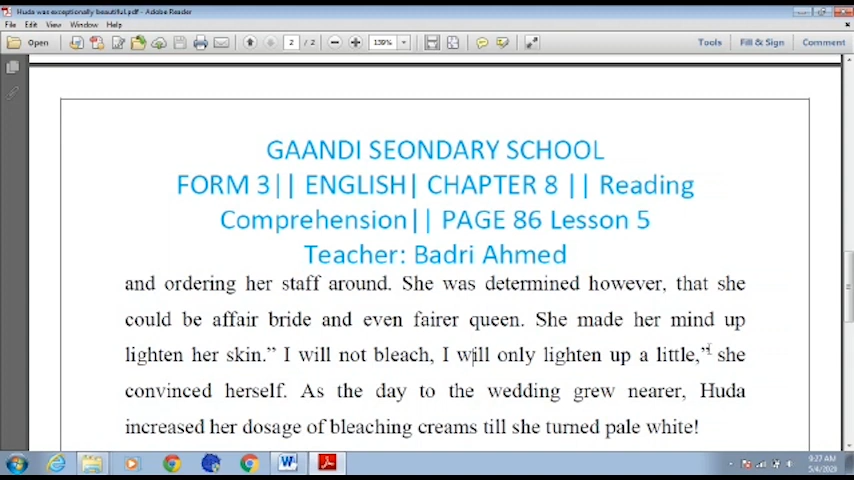 Huda was exceptionally beautiful.pdf - Adobe Reader
File Edit View Window Help
Open 2 / 2 139% Tools Fill & Sign Comment
GAANDI SEONDARY SCHOOL
FORM 3|| ENGLISH| CHAPTER 8 || Reading
Comprehension|| PAGE 86 Lesson 5
Teacher: Badri Ahmed
and ordering her staff around. She was determined however, that she
could be affair bride and even fairer queen. She made her mind up
lighten her skin.” I will not bleach, I will only lighten up a little,” she
convinced herself. As the day to the wedding grew nearer, Huda
increased her dosage of bleaching creams till she turned pale white!
9:27 AM
5/4/2020